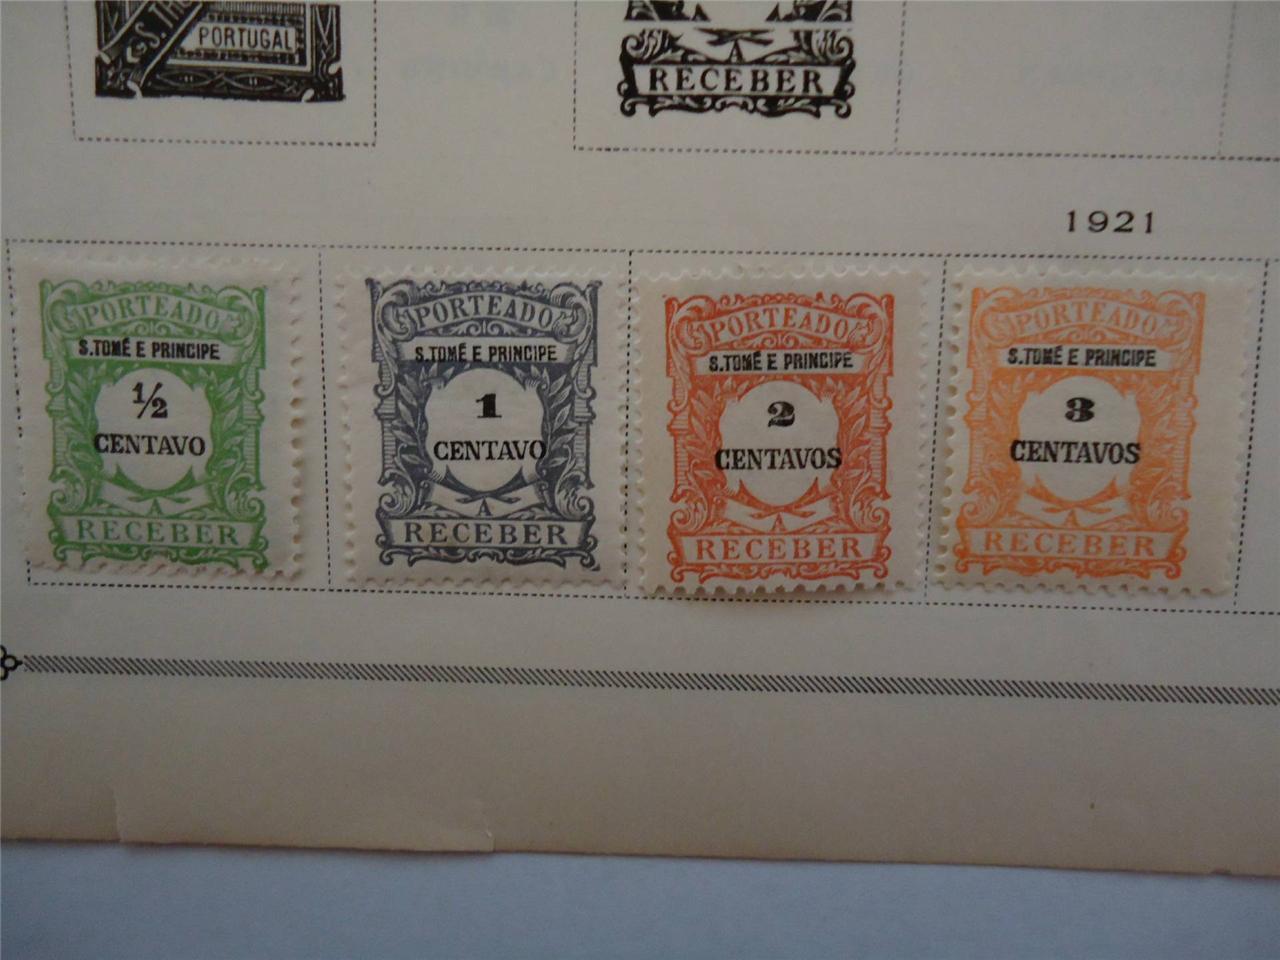 S. THO
PORTUGAL
A
RECEBER
1921
PORTEADO
S.TOMÉ E PRINCIPE
½
CENTAVO
A
RECEBER
PORTEADO
S.TOMÉ E PRINCIPE
1
CENTAVO
A
RECEBER
PORTEADO
S.TOMÉ E PRINCIPE
2
CENTAVOS
A
RECEBER
PORTEADO
S.TOMÉ E PRINCIPE
3
CENTAVOS
A
RECEBER